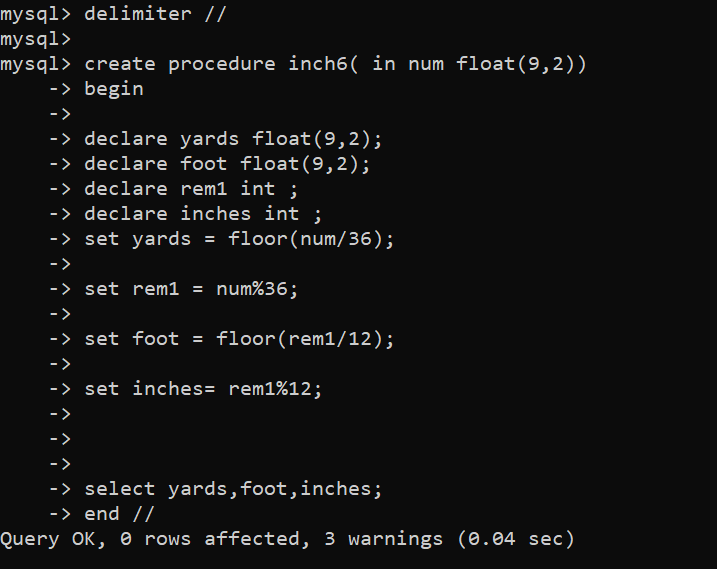 mysql> delimiter //
mysql>
mysql> create procedure inch6( in num float(9,2))
    -> begin
    ->
    -> declare yards float(9,2);
    -> declare foot float(9,2);
    -> declare rem1 int ;
    -> declare inches int ;
    -> set yards = floor(num/36);
    ->
    -> set rem1 = num%36;
    ->
    -> set foot = floor(rem1/12);
    ->
    -> set inches= rem1%12;
    ->
    ->
    ->
    -> select yards,foot,inches;
    -> end //
Query OK, 0 rows affected, 3 warnings (0.04 sec)